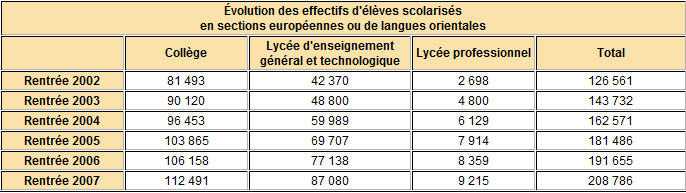 Évolution des effectifs d'élèves scolarisés
en sections européennes ou de langues orientales
Collège Lycée d'enseignement général et technologique Lycée professionnel Total
Rentrée 2002 81 493 42 370 2 698 126 561
Rentrée 2003 90 120 48 800 4 800 143 732
Rentrée 2004 96 453 59 989 6 129 162 571
Rentrée 2005 103 865 69 707 7 914 181 486
Rentrée 2006 106 158 77 138 8 359 191 655
Rentrée 2007 112 491 87 080 9 215 208 786